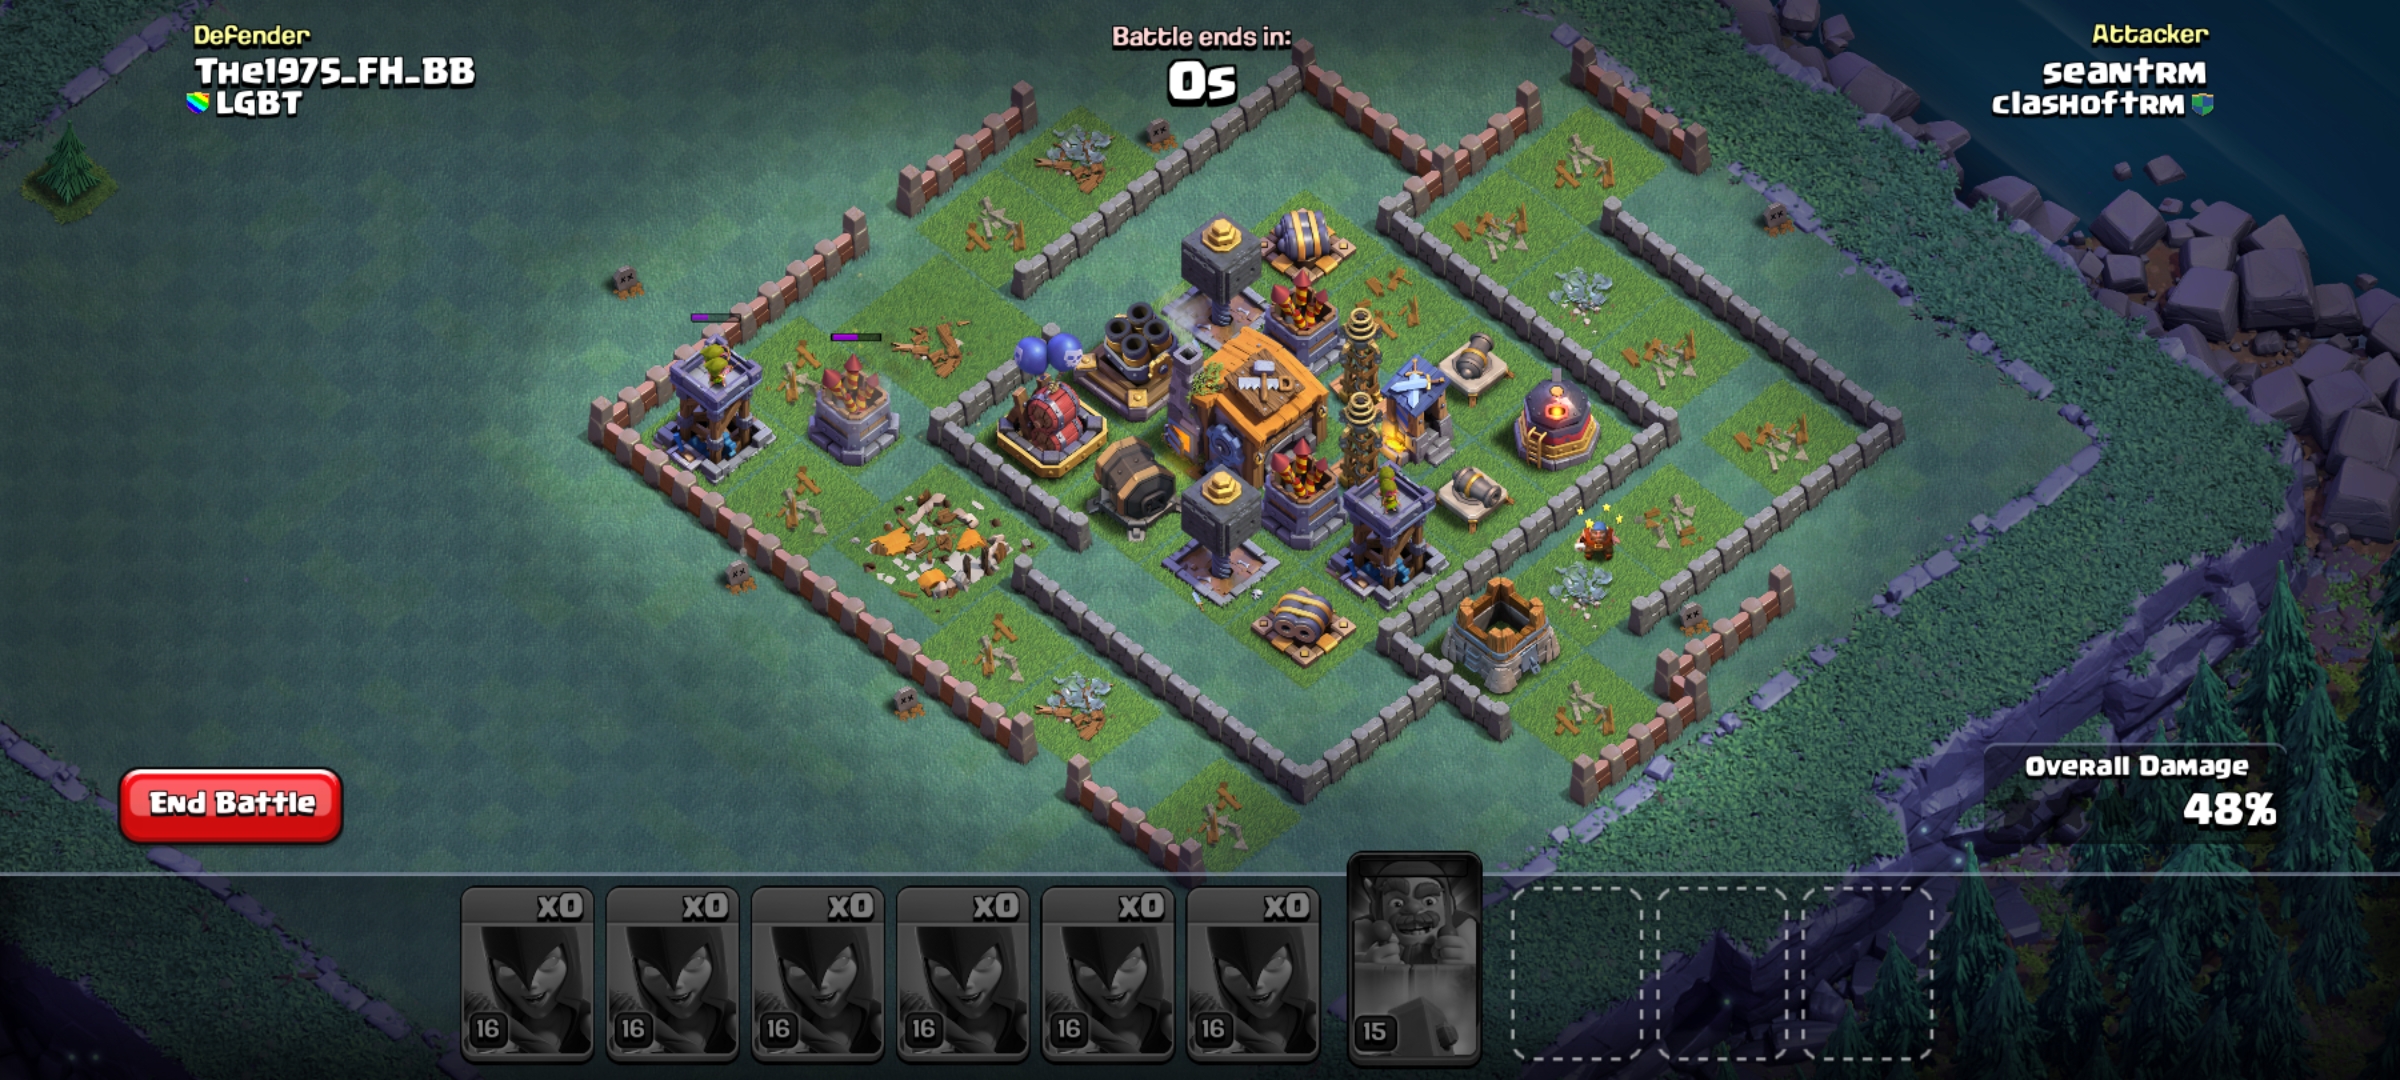 Defender
The1975_FH_BB
LGBT
Battle ends in:
0s
Attacker
seantrm
clashoftrm
End Battle
Overall Damage
48%
x0 x0 x0 x0 x0 x0
16 16 16 16 16 16 15